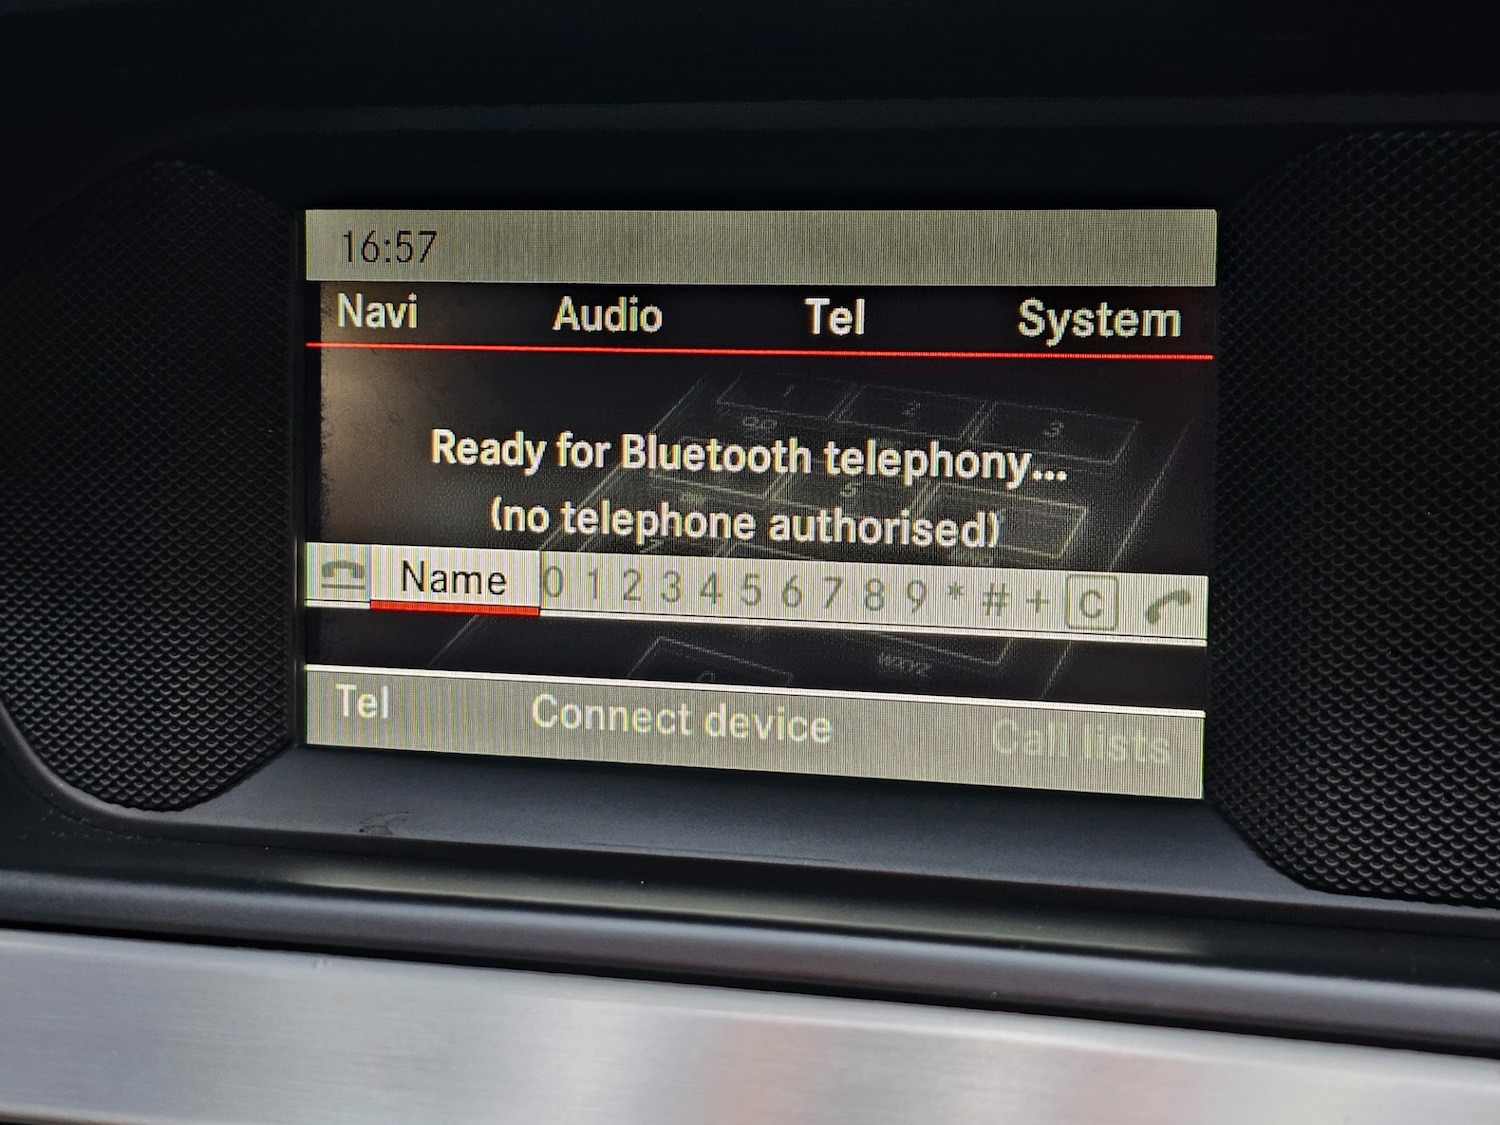 16:57
Navi Audio Tel System
Ready for Bluetooth telephony...
(no telephone authorised)
Name 0 1 2 3 4 5 6 7 8 9 * # + C
Tel Connect device Call lists